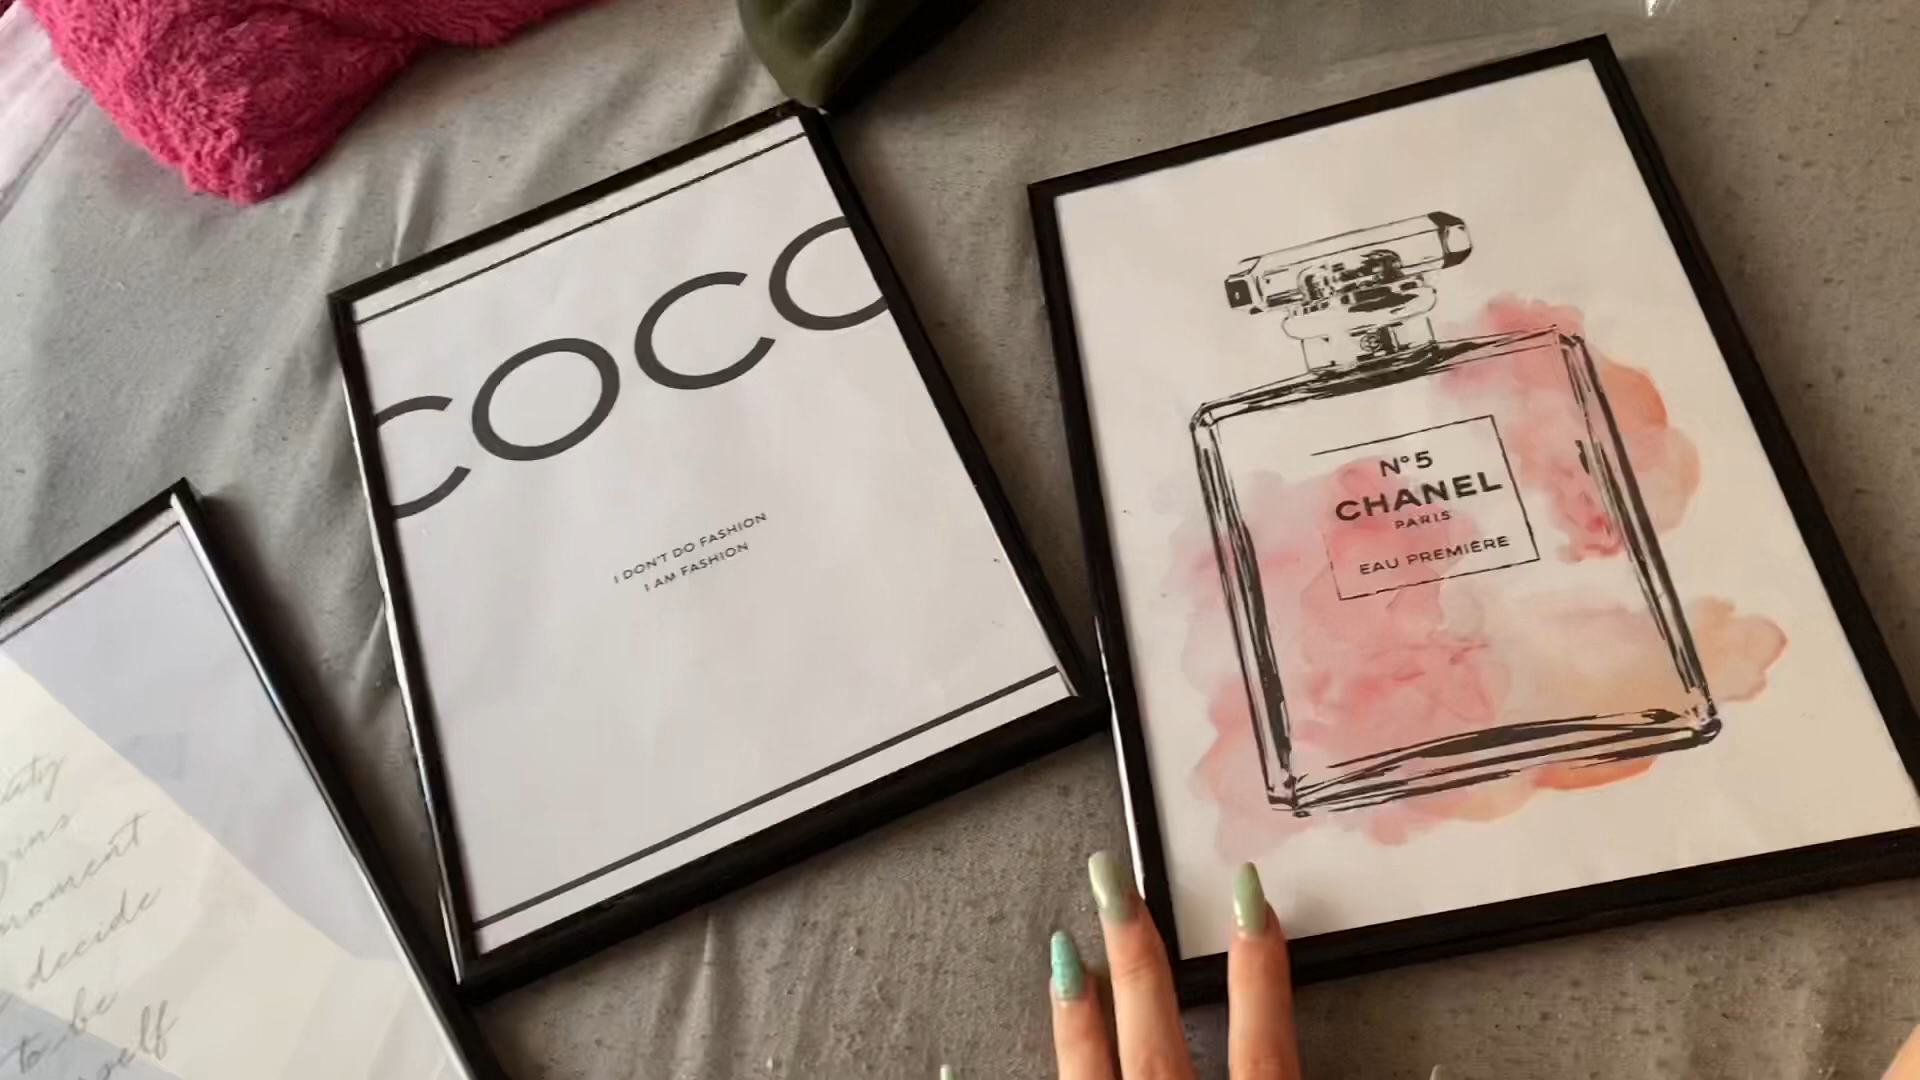 COCO
I DON'T DO FASHION
I AM FASHION
N°5
CHANEL
PARIS
EAU PREMIÈRE
moment
decide
to be